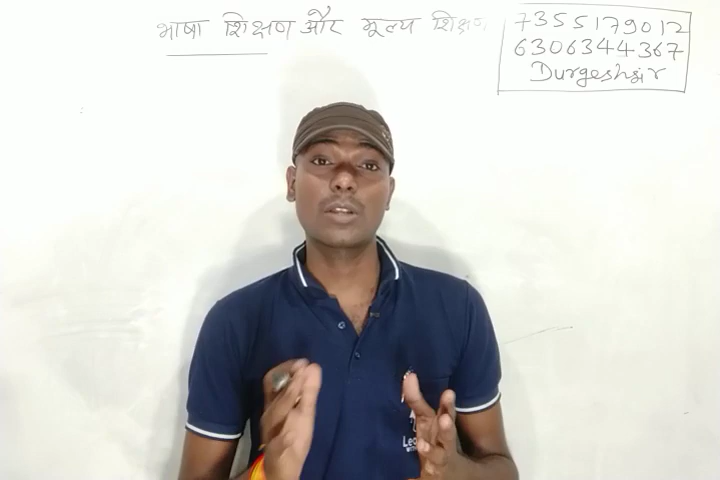 भाषा शिक्षण और मूल्य शिक्षण
7355179012
6306344367
Durgeshsir